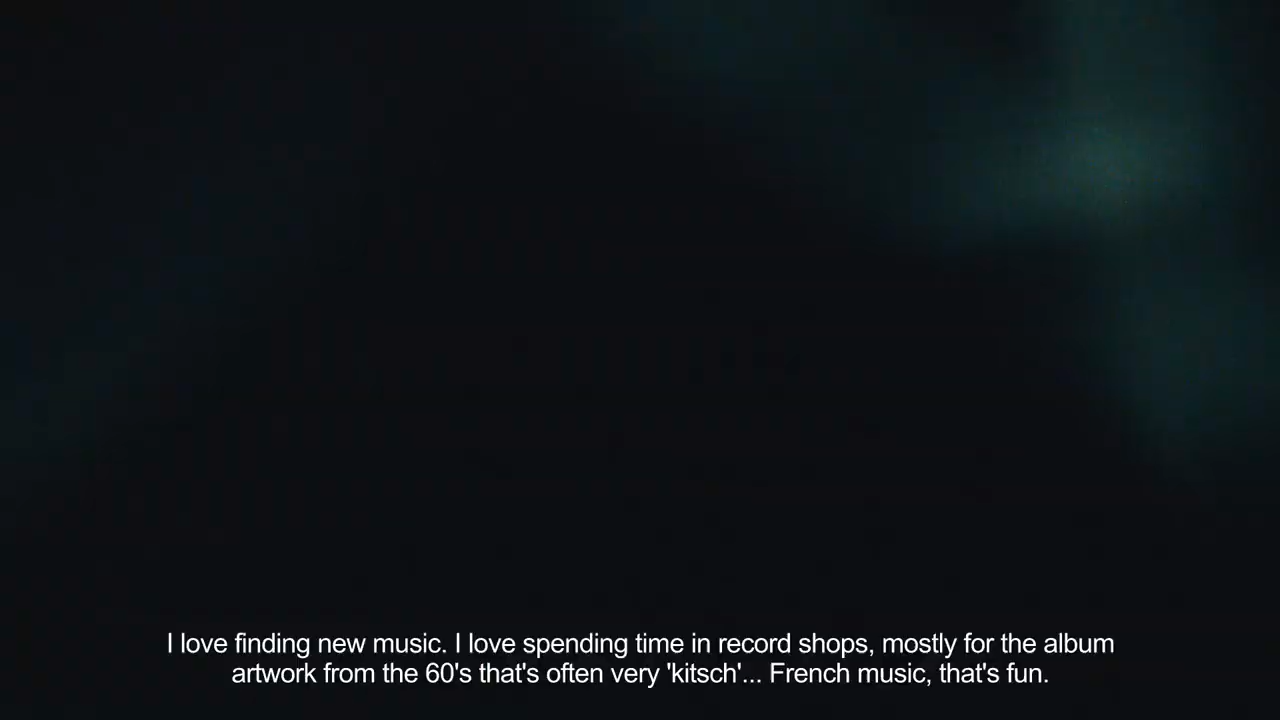 I love finding new music. I love spending time in record shops, mostly for the album
artwork from the 60's that's often very 'kitsch'... French music, that's fun.